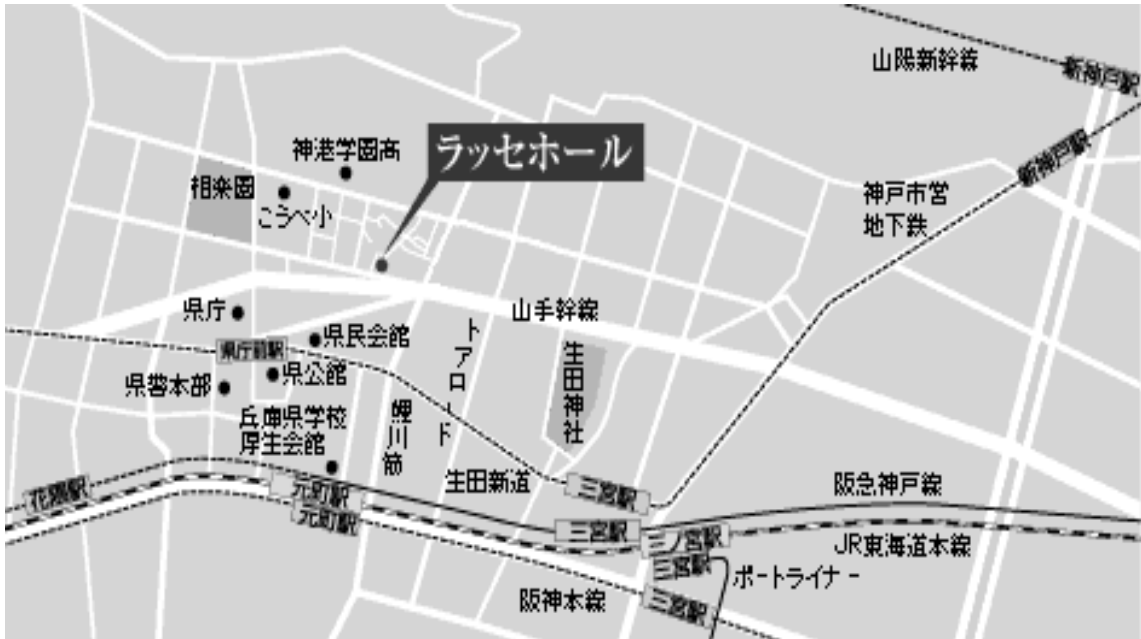 山陽新幹線
新神戸駅
ラッセホール
神港学園高
相楽園
こうべ小
新神戸駅
神戸市営
地下鉄
県庁
山手幹線
県民会館
トアロード
生田神社
県庁前駅
県公館
県警本部
兵庫県学校
厚生会館
鯉川筋
生田新道
花隈駅
元町駅
元町駅
三宮駅
阪急神戸線
三宮駅
三ノ宮駅
JR東海道本線
三宮駅
ポートライナー
阪神本線
三宮駅